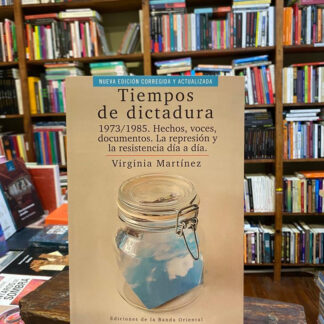 NUEVA EDICIÓN CORREGIDA Y ACTUALIZADA
Tiempos
de dictadura
1973/1985. Hechos, voces,
documentos. La represión y
la resistencia día a día.
Virginia Martínez
Ediciones de la Banda Oriental